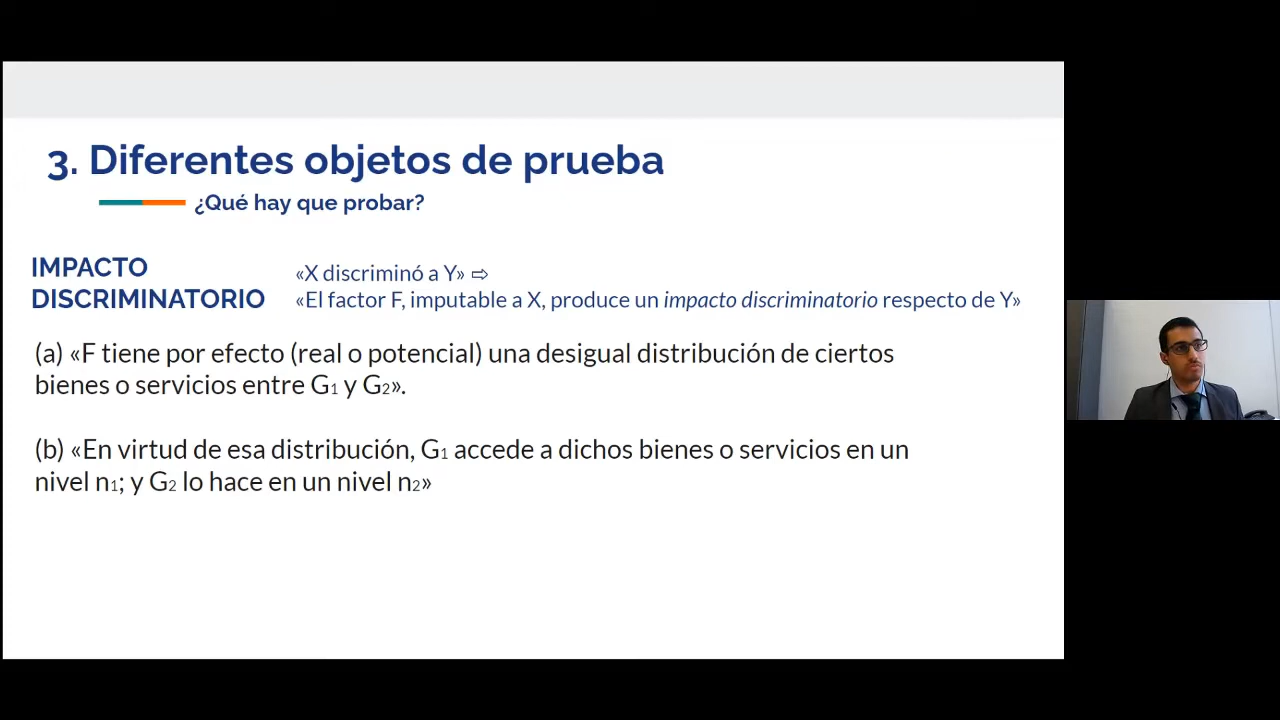 3. Diferentes objetos de prueba
¿Qué hay que probar?
IMPACTO
DISCRIMINATORIO
«X discriminó a Y» ⇨
«El factor F, imputable a X, produce un impacto discriminatorio respecto de Y»
(a) «F tiene por efecto (real o potencial) una desigual distribución de ciertos
bienes o servicios entre G₁ y G₂».
(b) «En virtud de esa distribución, G₁ accede a dichos bienes o servicios en un
nivel n₁; y G₂ lo hace en un nivel n₂»